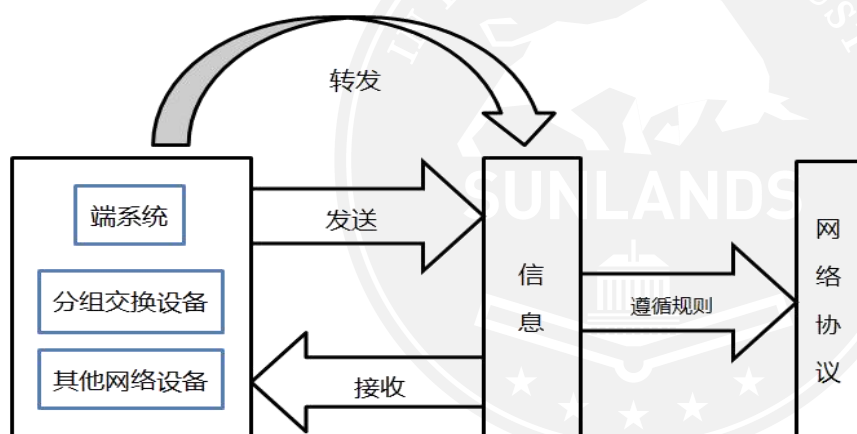 转发
端系统
分组交换设备
其他网络设备
发送
接收
信
息
遵循规则
网
络
协
议
SUNLANDS